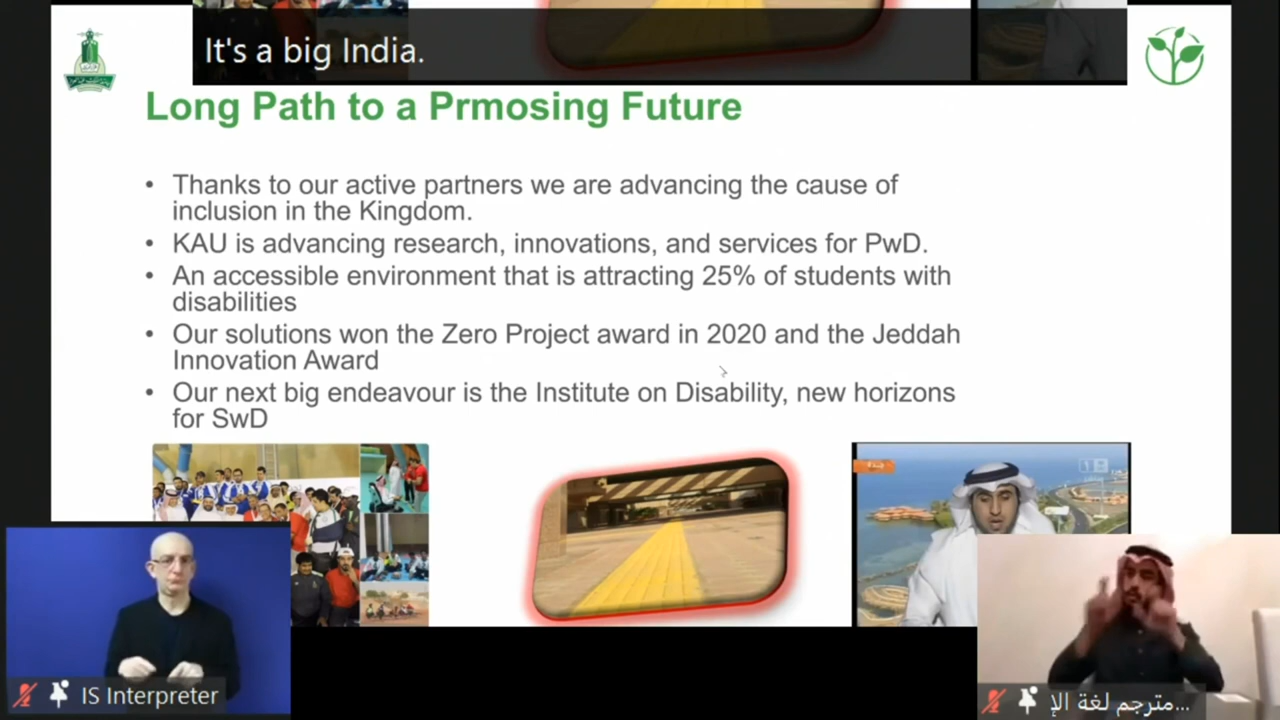 It's a big India.
Long Path to a Prmosing Future
• Thanks to our active partners we are advancing the cause of
inclusion in the Kingdom.
• KAU is advancing research, innovations, and services for PwD.
• An accessible environment that is attracting 25% of students with
disabilities
• Our solutions won the Zero Project award in 2020 and the Jeddah
Innovation Award
• Our next big endeavour is the Institute on Disability, new horizons
for SwD
جدة
IS Interpreter
مترجم لغة الإ...